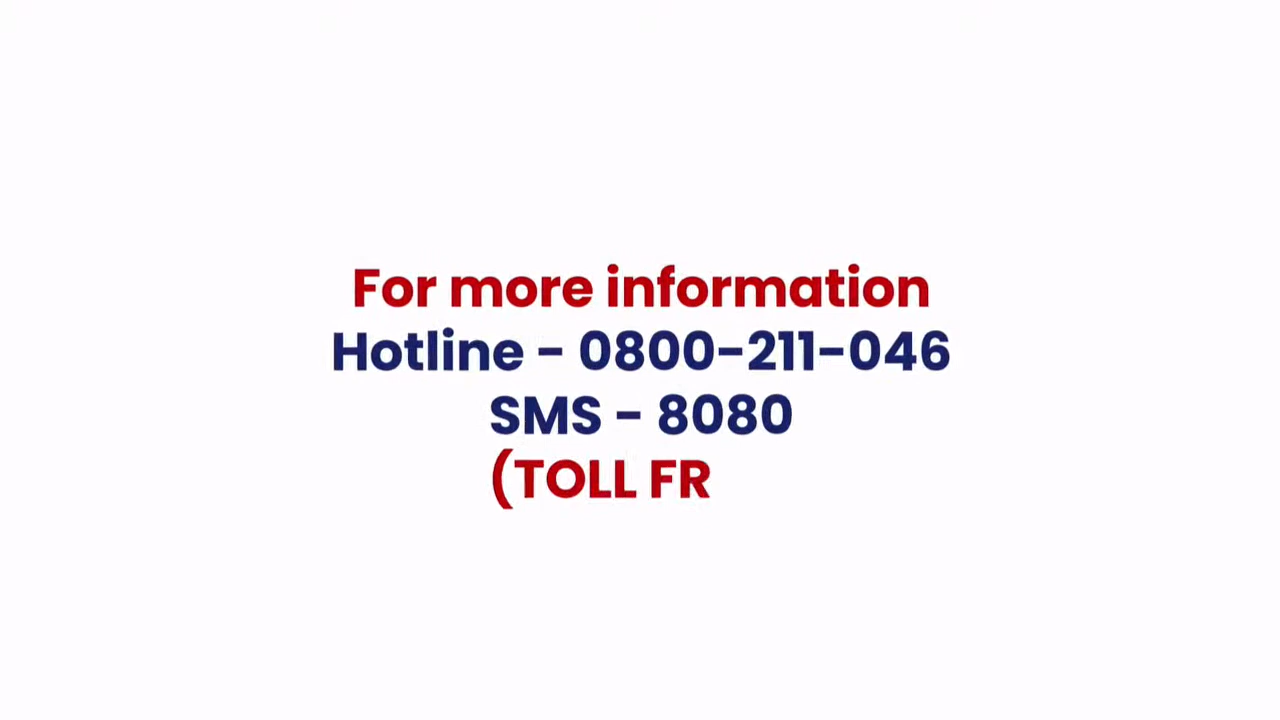 For more information
Hotline - 0800-211-046
SMS - 8080
(TOLL FR